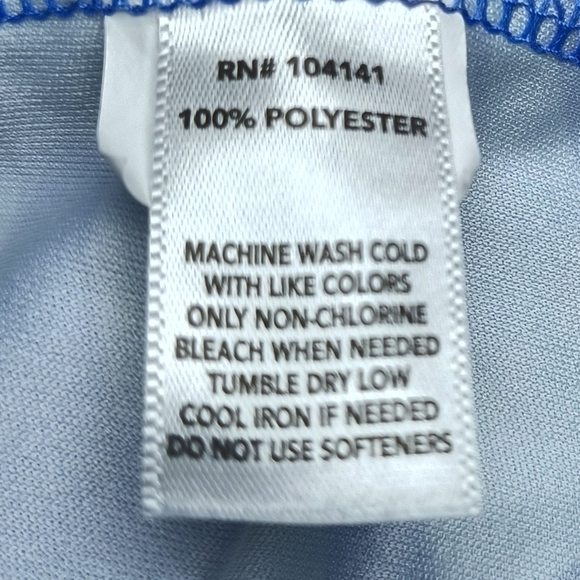 RN# 104141
100% POLYESTER
MACHINE WASH COLD
WITH LIKE COLORS
ONLY NON-CHLORINE
BLEACH WHEN NEEDED
TUMBLE DRY LOW
COOL IRON IF NEEDED
DO NOT USE SOFTENERS